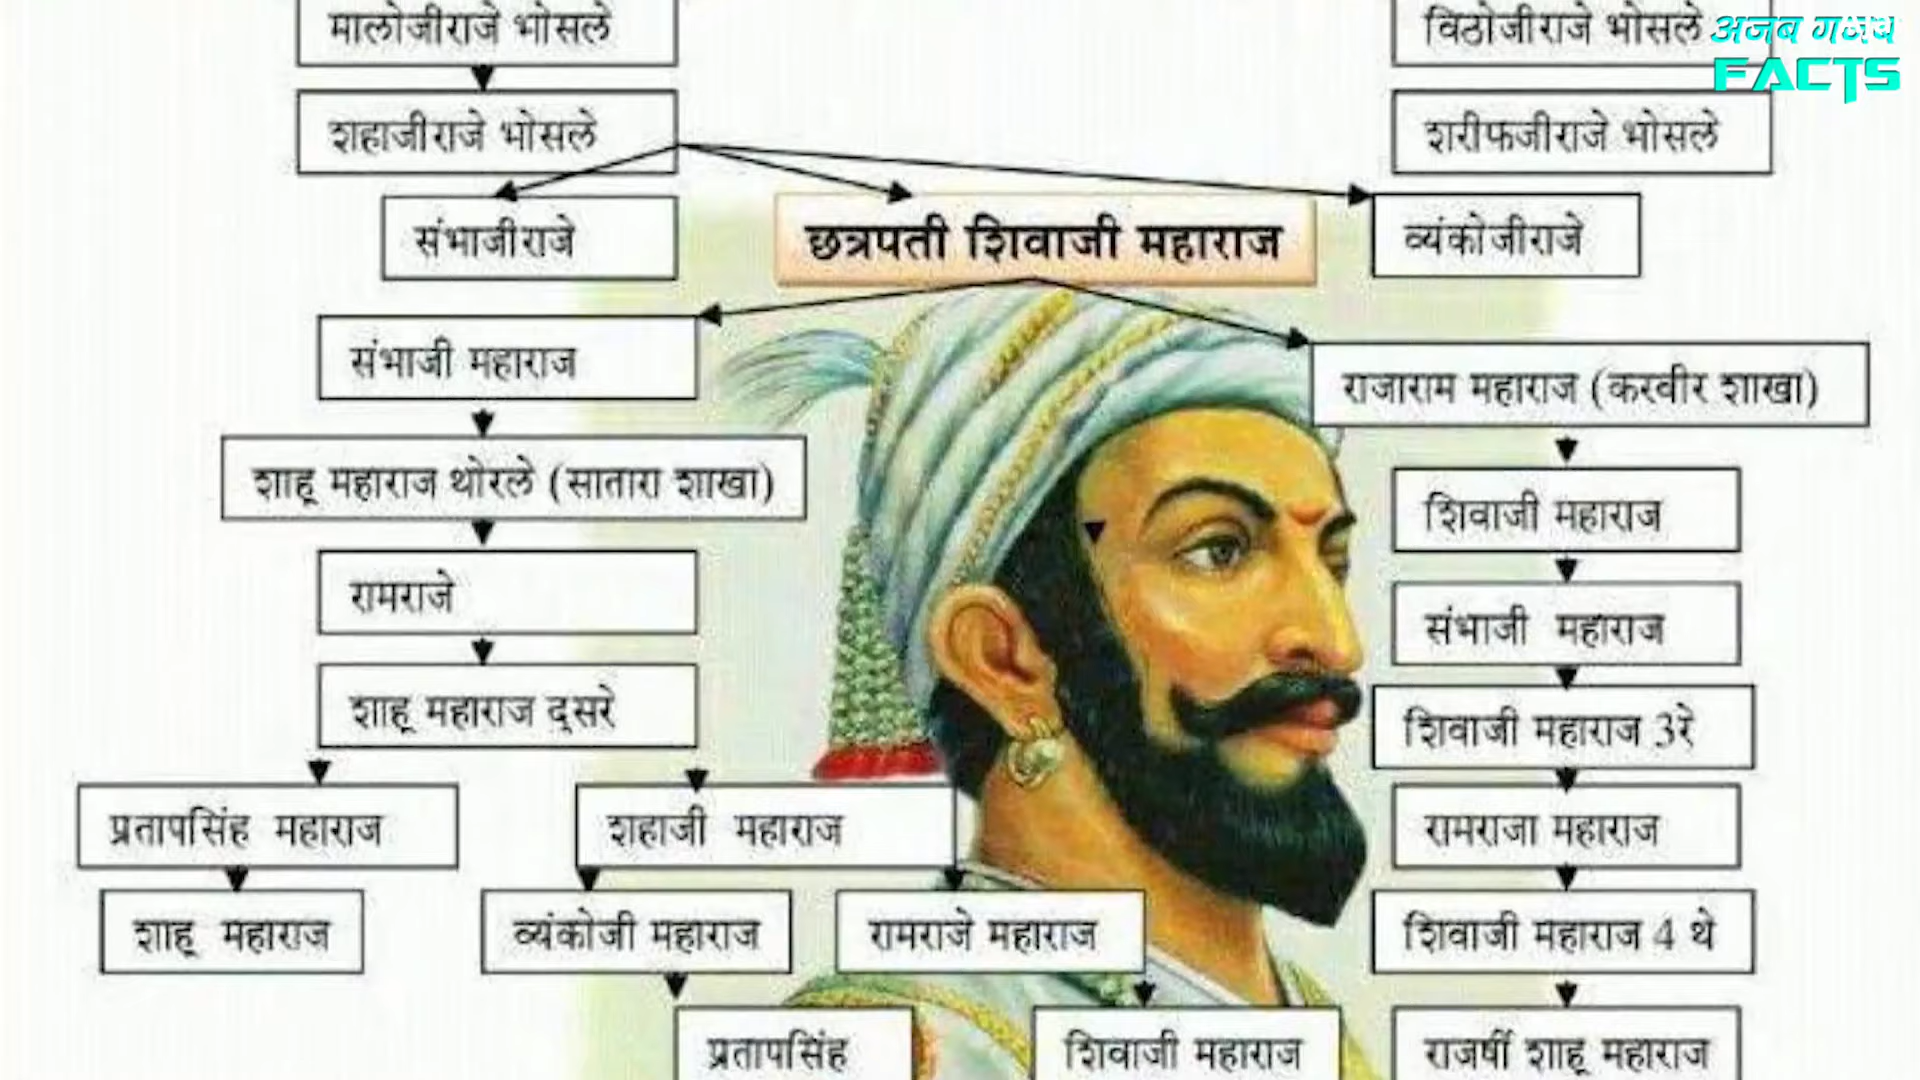 मालोजीराजे भोसले
विठोजीराजे भोसले
अजब गजब
FACTS
शहाजीराजे भोसले
शरीफजीराजे भोसले
संभाजीराजे
छत्रपती शिवाजी महाराज
व्यंकोजीराजे
संभाजी महाराज
राजाराम महाराज (करवीर शाखा)
शाहू महाराज थोरले (सातारा शाखा)
शिवाजी महाराज
रामराजे
संभाजी महाराज
शाहू महाराज दुसरे
शिवाजी महाराज 3रे
प्रतापसिंह महाराज
शहाजी महाराज
रामराजा महाराज
शाहू महाराज
व्यंकोजी महाराज
रामराजे महाराज
शिवाजी महाराज 4 थे
प्रतापसिंह
शिवाजी महाराज
राजर्षी शाहू महाराज